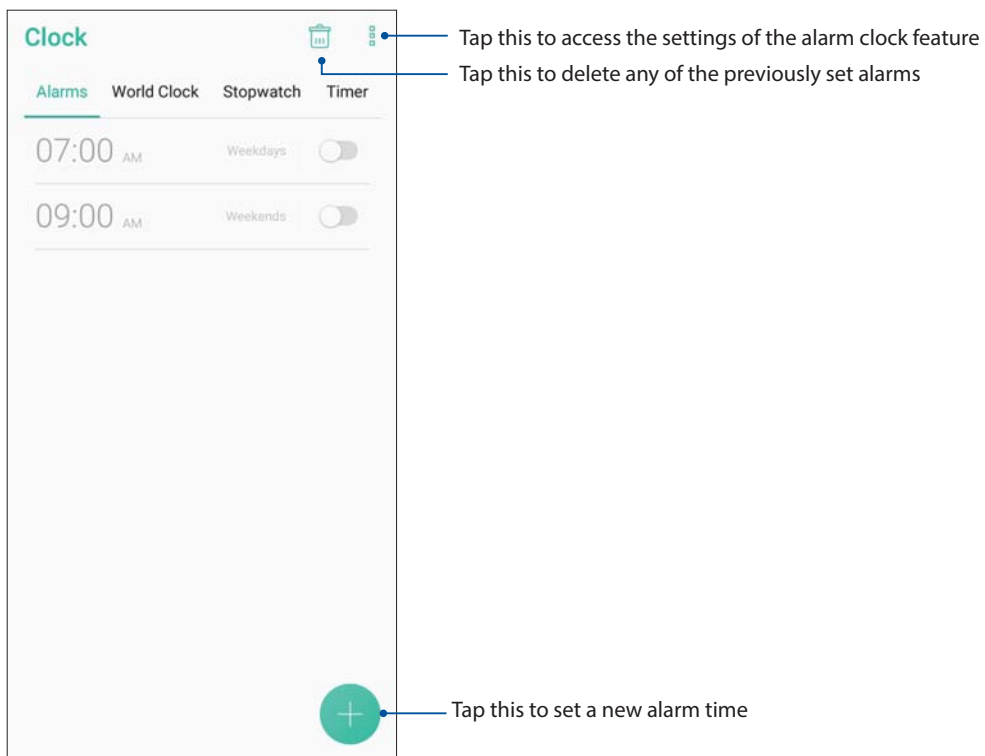 Clock
Tap this to access the settings of the alarm clock feature
Tap this to delete any of the previously set alarms
Alarms World Clock Stopwatch Timer
07:00 AM Weekdays
09:00 AM Weekends
Tap this to set a new alarm time